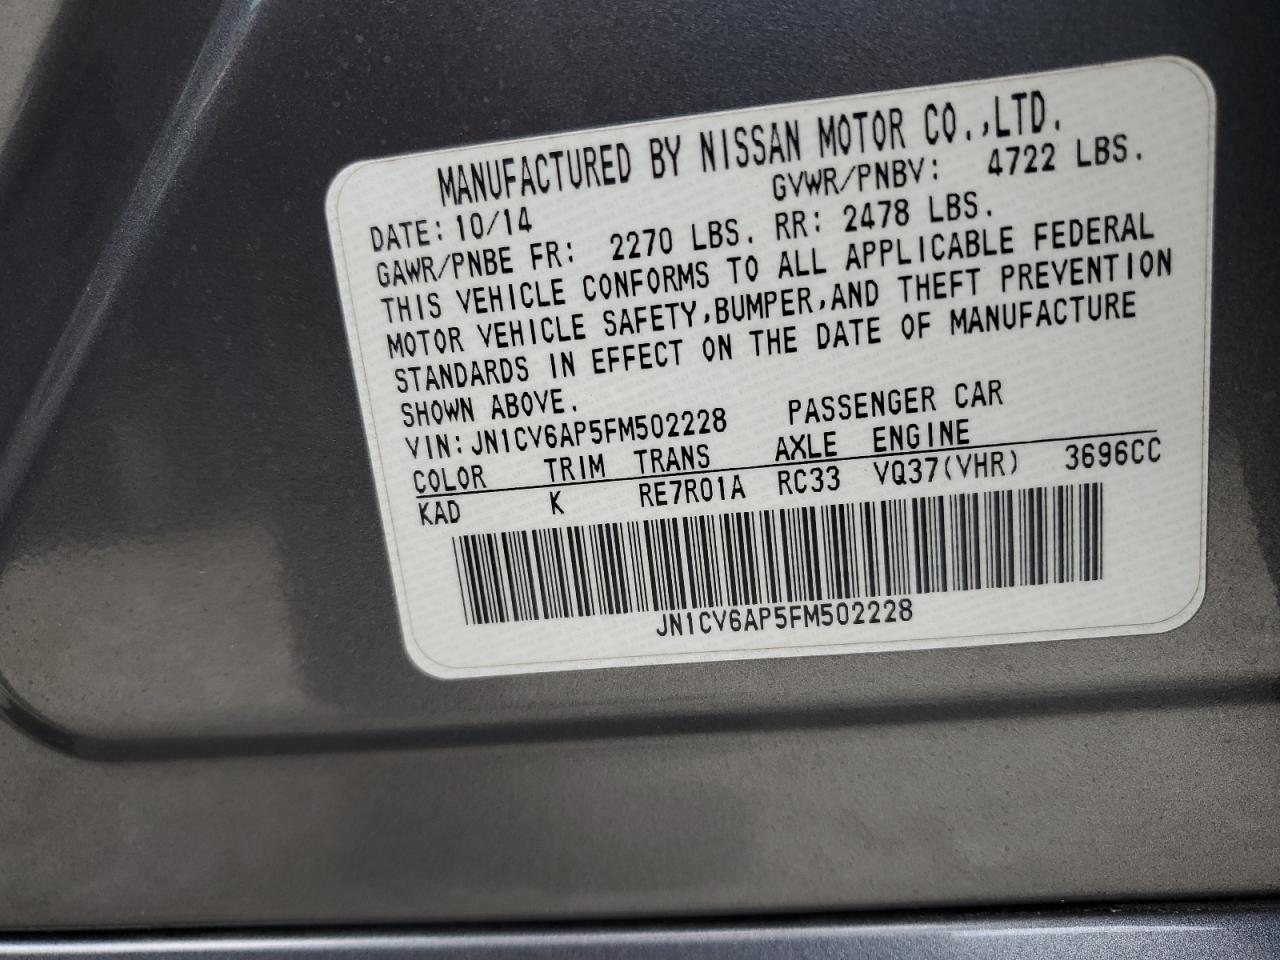 MANUFACTURED BY NISSAN MOTOR CO.,LTD.
DATE: 10/14 GVWR/PNBV: 4722 LBS.
GAWR/PNBE FR: 2270 LBS. RR: 2478 LBS.
THIS VEHICLE CONFORMS TO ALL APPLICABLE FEDERAL
MOTOR VEHICLE SAFETY,BUMPER,AND THEFT PREVENTION
STANDARDS IN EFFECT ON THE DATE OF MANUFACTURE
SHOWN ABOVE.
VIN: JN1CV6AP5FM502228 PASSENGER CAR
COLOR TRIM TRANS AXLE ENGINE
KAD K RE7R01A RC33 VQ37(VHR) 3696CC
JN1CV6AP5FM502228